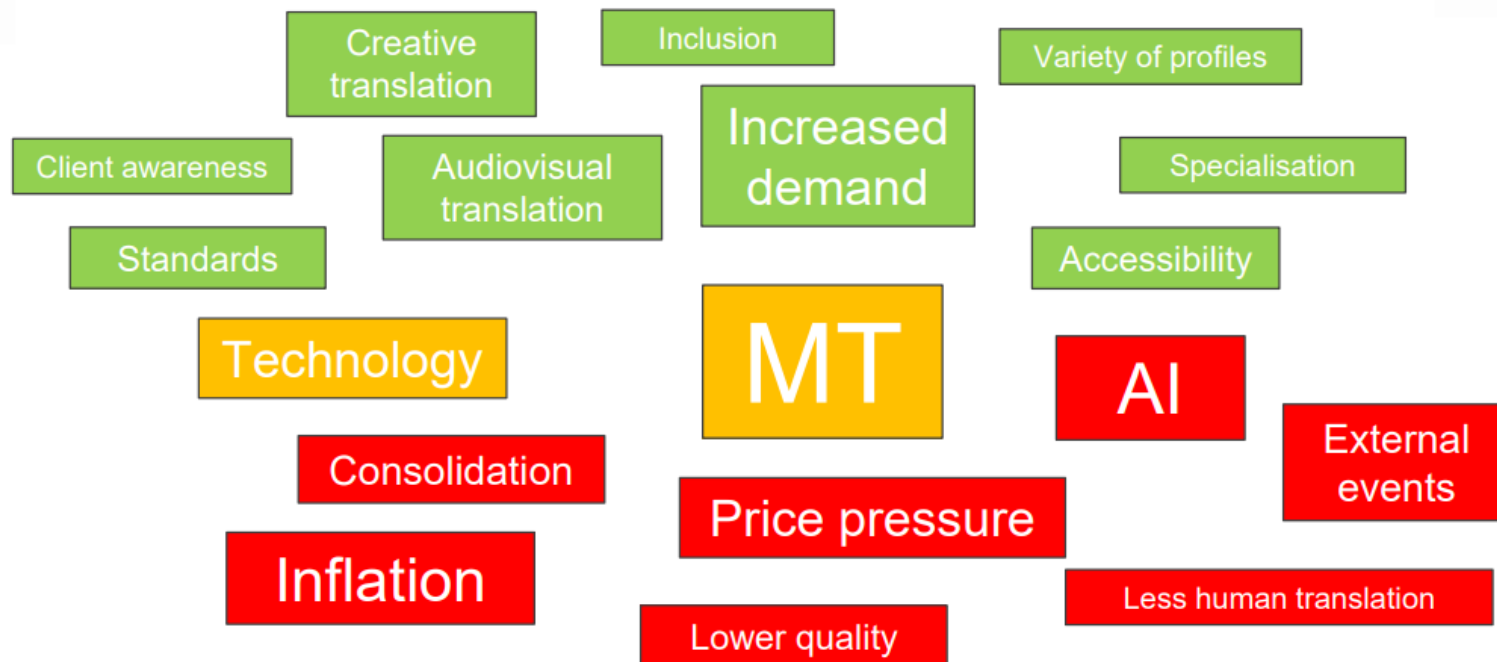 Creative
translation
Inclusion
Variety of profiles
Increased
demand
Client awareness
Audiovisual
translation
Specialisation
Standards
Accessibility
Technology
MT
AI
External
events
Consolidation
Price pressure
Inflation
Less human translation
Lower quality